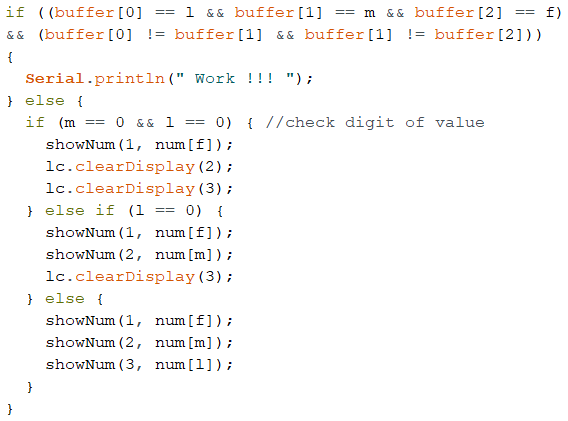 if ((buffer[0] == l && buffer[1] == m && buffer[2] == f)
&& (buffer[0] != buffer[1] && buffer[1] != buffer[2]))
{
  Serial.println(" Work !!! ");
} else {
  if (m == 0 && l == 0) { //check digit of value
    showNum(1, num[f]);
    lc.clearDisplay(2);
    lc.clearDisplay(3);
  } else if (l == 0) {
    showNum(1, num[f]);
    showNum(2, num[m]);
    lc.clearDisplay(3);
  } else {
    showNum(1, num[f]);
    showNum(2, num[m]);
    showNum(3, num[l]);
  }
}